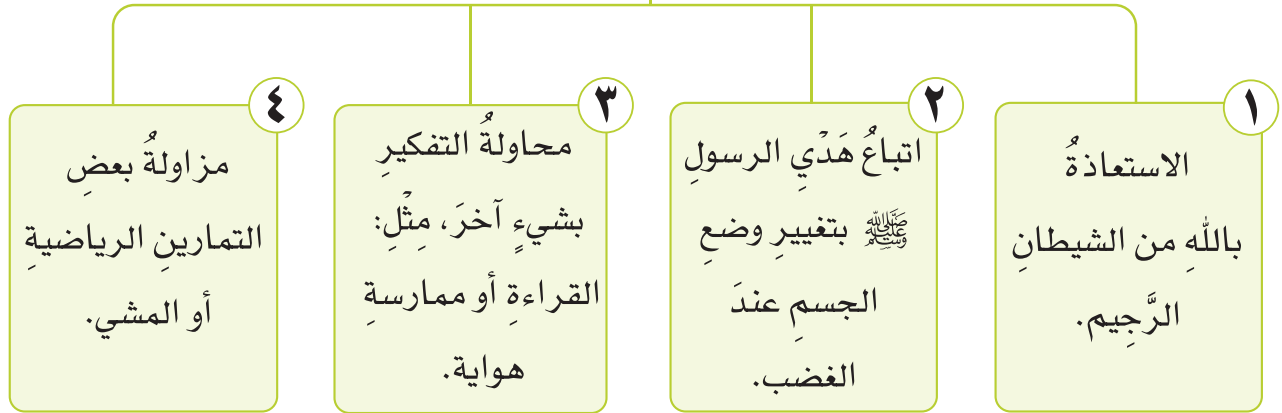 ١
الاستعاذةُ
باللهِ من الشيطانِ
الرَّجِيم.
٢
اتباعُ هَدْيِ الرسولِ
ﷺ بتغييرِ وضعِ
الجسمِ عندَ
الغضب.
٣
محاولةُ التفكيرِ
بشيءٍ آخرَ، مِثْلِ:
القراءةِ أو ممارسةِ
هواية.
٤
مزاولةُ بعضِ
التمارينِ الرياضيةِ
أو المشي.